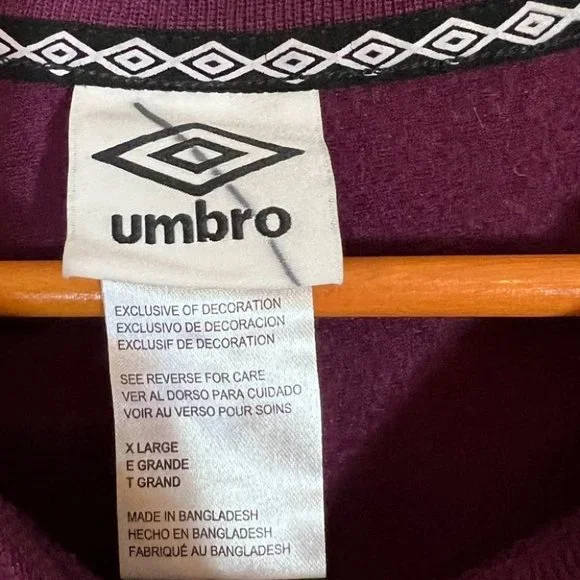 umbro
EXCLUSIVE OF DECORATION
EXCLUSIVO DE DECORACION
EXCLUSIF DE DECORATION
SEE REVERSE FOR CARE
VER AL DORSO PARA CUIDADO
VOIR AU VERSO POUR SOINS
X LARGE
E GRANDE
T GRAND
MADE IN BANGLADESH
HECHO EN BANGLADESH
FABRIQUÉ AU BANGLADESH